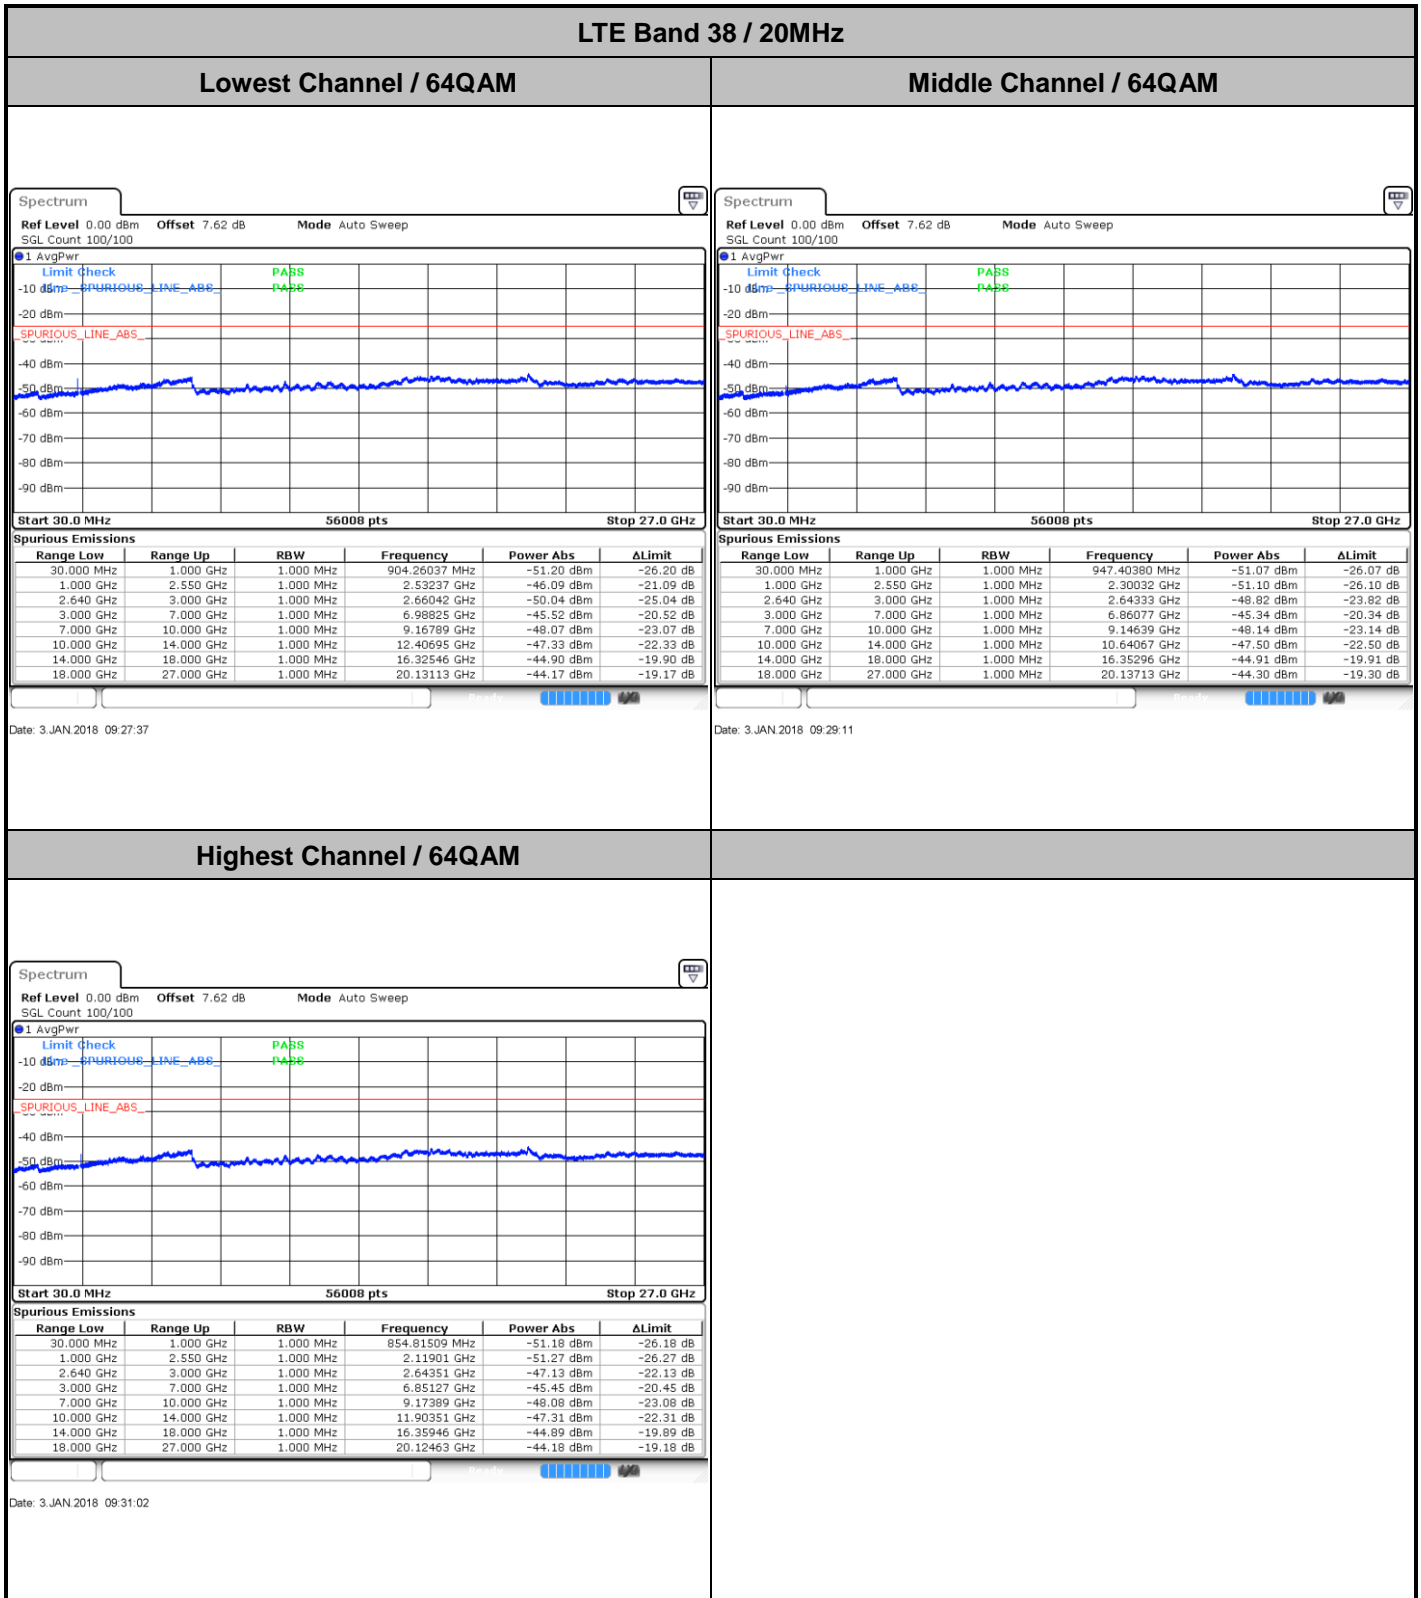 LTE Band 38 / 20MHz
Lowest Channel / 64QAM
Middle Channel / 64QAM
Spectrum
Ref Level 0.00 dBm Offset 7.62 dB Mode Auto Sweep
SGL Count 100/100
1 AvgPwr
Limit Check PASS
-10 dBm Line _SPURIOUS_LINE_ABS_ PASS
-20 dBm
_SPURIOUS_LINE_ABS_
-40 dBm
-50 dBm
-60 dBm
-70 dBm
-80 dBm
-90 dBm
Start 30.0 MHz 56008 pts Stop 27.0 GHz
Spurious Emissions
Range Low Range Up RBW Frequency Power Abs ΔLimit
30.000 MHz 1.000 GHz 1.000 MHz 904.26037 MHz -51.20 dBm -26.20 dB
1.000 GHz 2.550 GHz 1.000 MHz 2.53237 GHz -46.09 dBm -21.09 dB
2.640 GHz 3.000 GHz 1.000 MHz 2.66042 GHz -50.04 dBm -25.04 dB
3.000 GHz 7.000 GHz 1.000 MHz 6.98825 GHz -45.52 dBm -20.52 dB
7.000 GHz 10.000 GHz 1.000 MHz 9.16789 GHz -48.07 dBm -23.07 dB
10.000 GHz 14.000 GHz 1.000 MHz 12.40695 GHz -47.33 dBm -22.33 dB
14.000 GHz 18.000 GHz 1.000 MHz 16.32546 GHz -44.90 dBm -19.90 dB
18.000 GHz 27.000 GHz 1.000 MHz 20.13113 GHz -44.17 dBm -19.17 dB
Date: 3.JAN.2018 09:27:37
Spectrum
Ref Level 0.00 dBm Offset 7.62 dB Mode Auto Sweep
SGL Count 100/100
1 AvgPwr
Limit Check PASS
-10 dBm Line _SPURIOUS_LINE_ABS_ PASS
-20 dBm
_SPURIOUS_LINE_ABS_
-40 dBm
-50 dBm
-60 dBm
-70 dBm
-80 dBm
-90 dBm
Start 30.0 MHz 56008 pts Stop 27.0 GHz
Spurious Emissions
Range Low Range Up RBW Frequency Power Abs ΔLimit
30.000 MHz 1.000 GHz 1.000 MHz 947.40380 MHz -51.07 dBm -26.07 dB
1.000 GHz 2.550 GHz 1.000 MHz 2.30032 GHz -51.10 dBm -26.10 dB
2.640 GHz 3.000 GHz 1.000 MHz 2.64333 GHz -48.82 dBm -23.82 dB
3.000 GHz 7.000 GHz 1.000 MHz 6.86077 GHz -45.34 dBm -20.34 dB
7.000 GHz 10.000 GHz 1.000 MHz 9.14639 GHz -48.14 dBm -23.14 dB
10.000 GHz 14.000 GHz 1.000 MHz 10.64067 GHz -47.50 dBm -22.50 dB
14.000 GHz 18.000 GHz 1.000 MHz 16.35296 GHz -44.91 dBm -19.91 dB
18.000 GHz 27.000 GHz 1.000 MHz 20.13713 GHz -44.30 dBm -19.30 dB
Date: 3.JAN.2018 09:29:11
Highest Channel / 64QAM
Spectrum
Ref Level 0.00 dBm Offset 7.62 dB Mode Auto Sweep
SGL Count 100/100
1 AvgPwr
Limit Check PASS
-10 dBm Line _SPURIOUS_LINE_ABS_ PASS
-20 dBm
_SPURIOUS_LINE_ABS_
-40 dBm
-50 dBm
-60 dBm
-70 dBm
-80 dBm
-90 dBm
Start 30.0 MHz 56008 pts Stop 27.0 GHz
Spurious Emissions
Range Low Range Up RBW Frequency Power Abs ΔLimit
30.000 MHz 1.000 GHz 1.000 MHz 854.81509 MHz -51.18 dBm -26.18 dB
1.000 GHz 2.550 GHz 1.000 MHz 2.11901 GHz -51.27 dBm -26.27 dB
2.640 GHz 3.000 GHz 1.000 MHz 2.64351 GHz -47.13 dBm -22.13 dB
3.000 GHz 7.000 GHz 1.000 MHz 6.85127 GHz -45.45 dBm -20.45 dB
7.000 GHz 10.000 GHz 1.000 MHz 9.17389 GHz -48.08 dBm -23.08 dB
10.000 GHz 14.000 GHz 1.000 MHz 11.90351 GHz -47.31 dBm -22.31 dB
14.000 GHz 18.000 GHz 1.000 MHz 16.35946 GHz -44.89 dBm -19.89 dB
18.000 GHz 27.000 GHz 1.000 MHz 20.12463 GHz -44.18 dBm -19.18 dB
Date: 3.JAN.2018 09:31:02